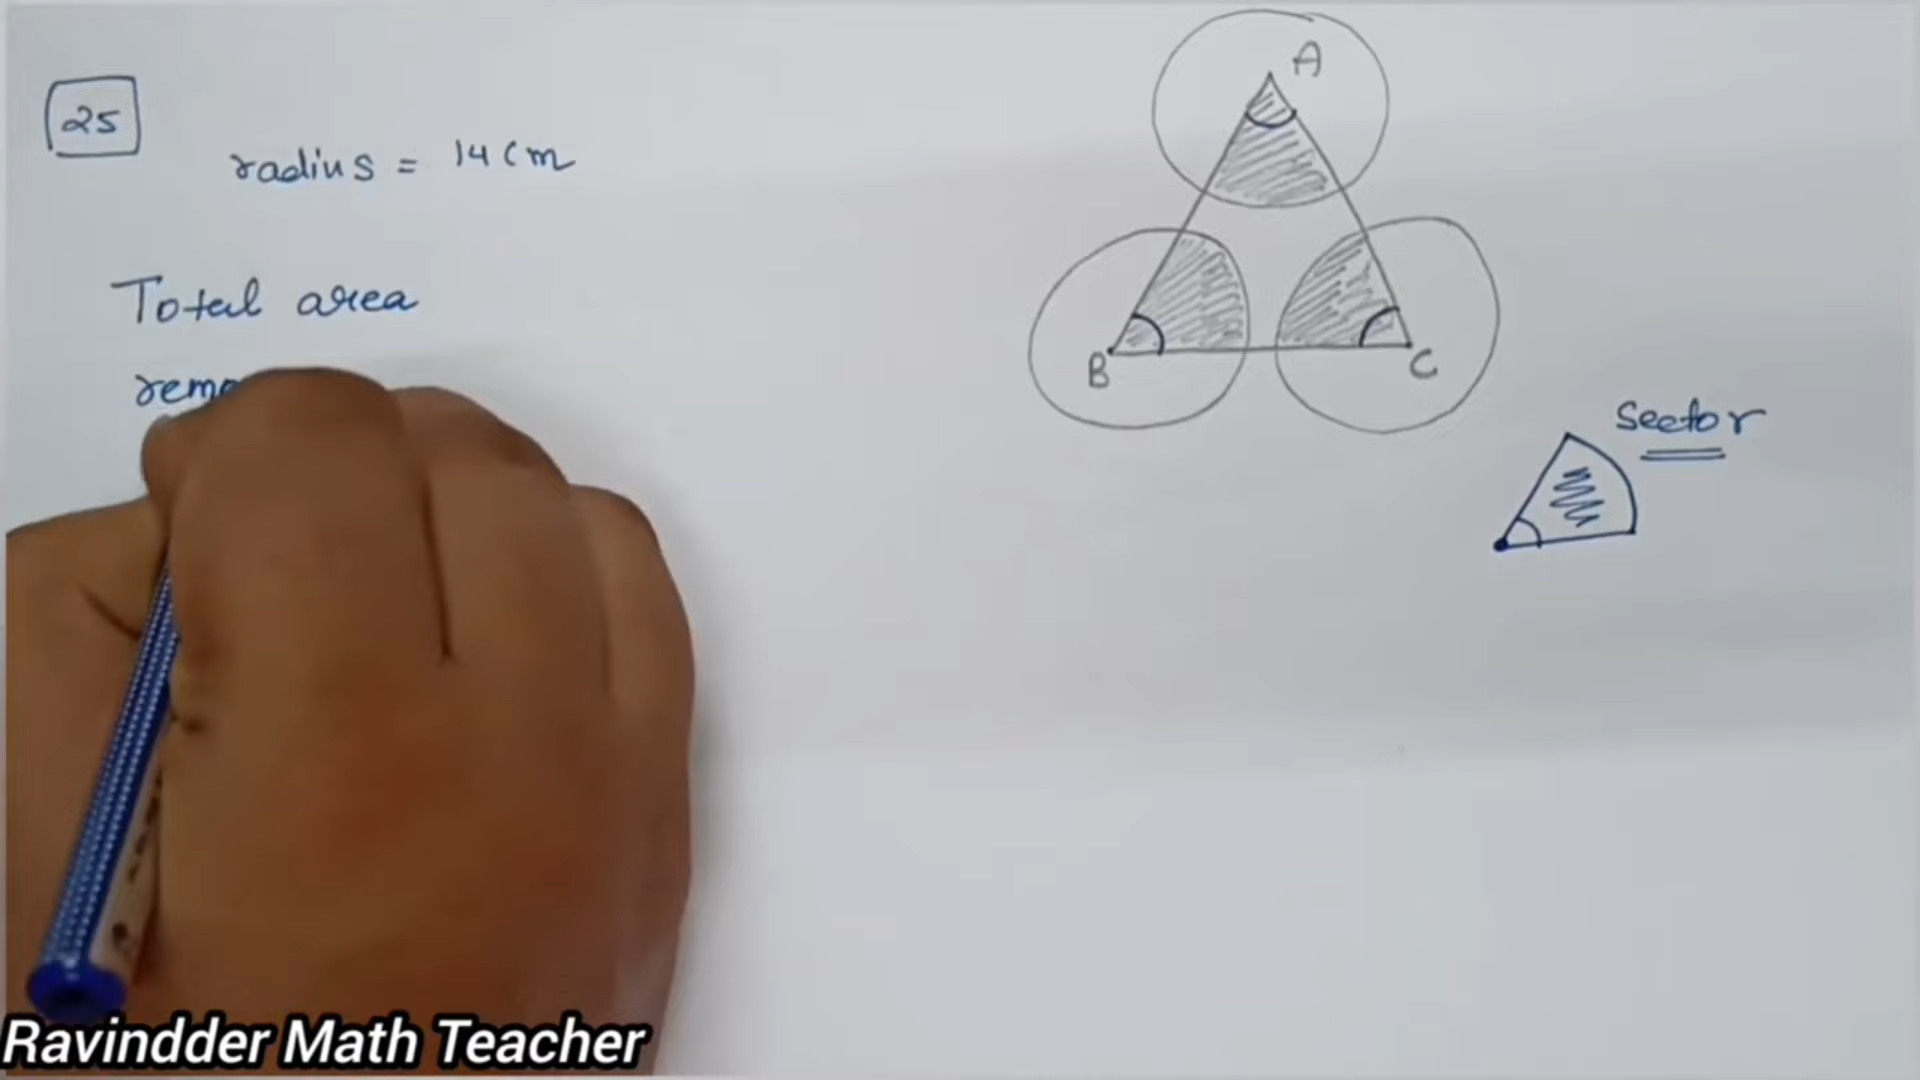 25
radius = 14 cm
Total area
A
B
C
Sector
Ravindder Math Teacher